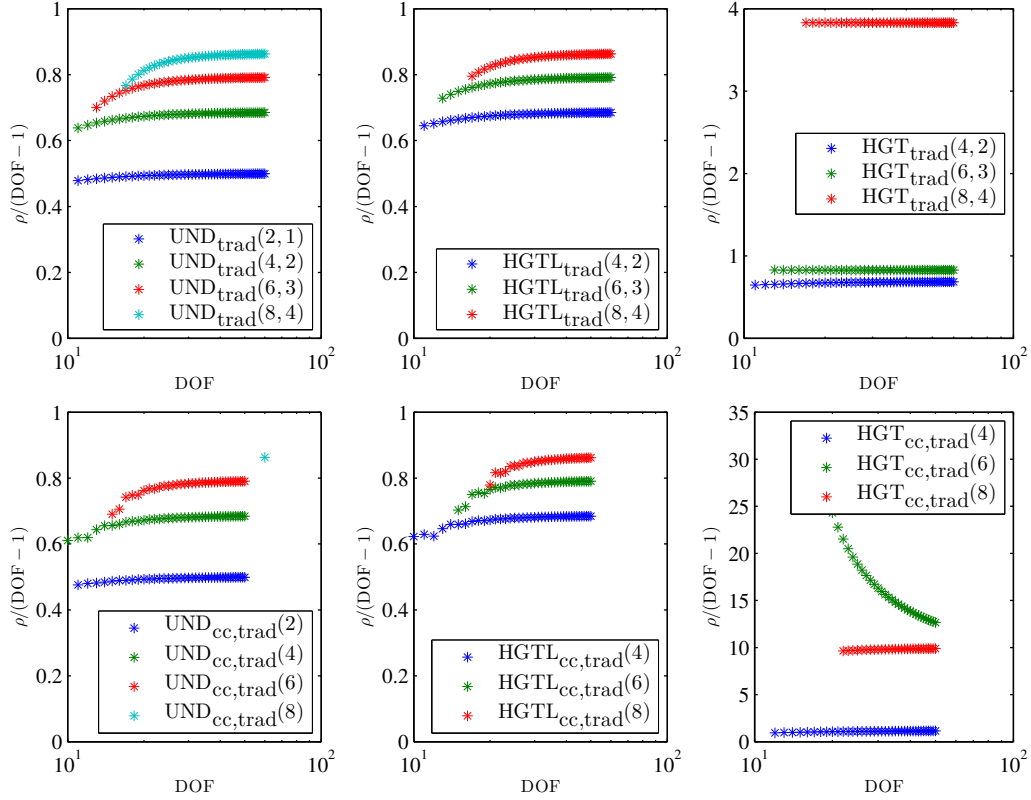 1
0.8
0.6
0.4
0.2
0
ρ/(DOF − 1)
UND_trad(2, 1)
UND_trad(4, 2)
UND_trad(6, 3)
UND_trad(8, 4)
10^1
10^2
DOF
1
0.8
0.6
0.4
0.2
0
ρ/(DOF − 1)
HGTL_trad(4, 2)
HGTL_trad(6, 3)
HGTL_trad(8, 4)
10^1
10^2
DOF
4
3
2
1
0
ρ/(DOF − 1)
HGT_trad(4, 2)
HGT_trad(6, 3)
HGT_trad(8, 4)
10^1
10^2
DOF
1
0.8
0.6
0.4
0.2
0
ρ/(DOF − 1)
UND_cc,trad(2)
UND_cc,trad(4)
UND_cc,trad(6)
UND_cc,trad(8)
10^1
10^2
DOF
1
0.8
0.6
0.4
0.2
0
ρ/(DOF − 1)
HGTL_cc,trad(4)
HGTL_cc,trad(6)
HGTL_cc,trad(8)
10^1
10^2
DOF
35
30
25
20
15
10
5
0
ρ/(DOF − 1)
HGT_cc,trad(4)
HGT_cc,trad(6)
HGT_cc,trad(8)
10^1
10^2
DOF